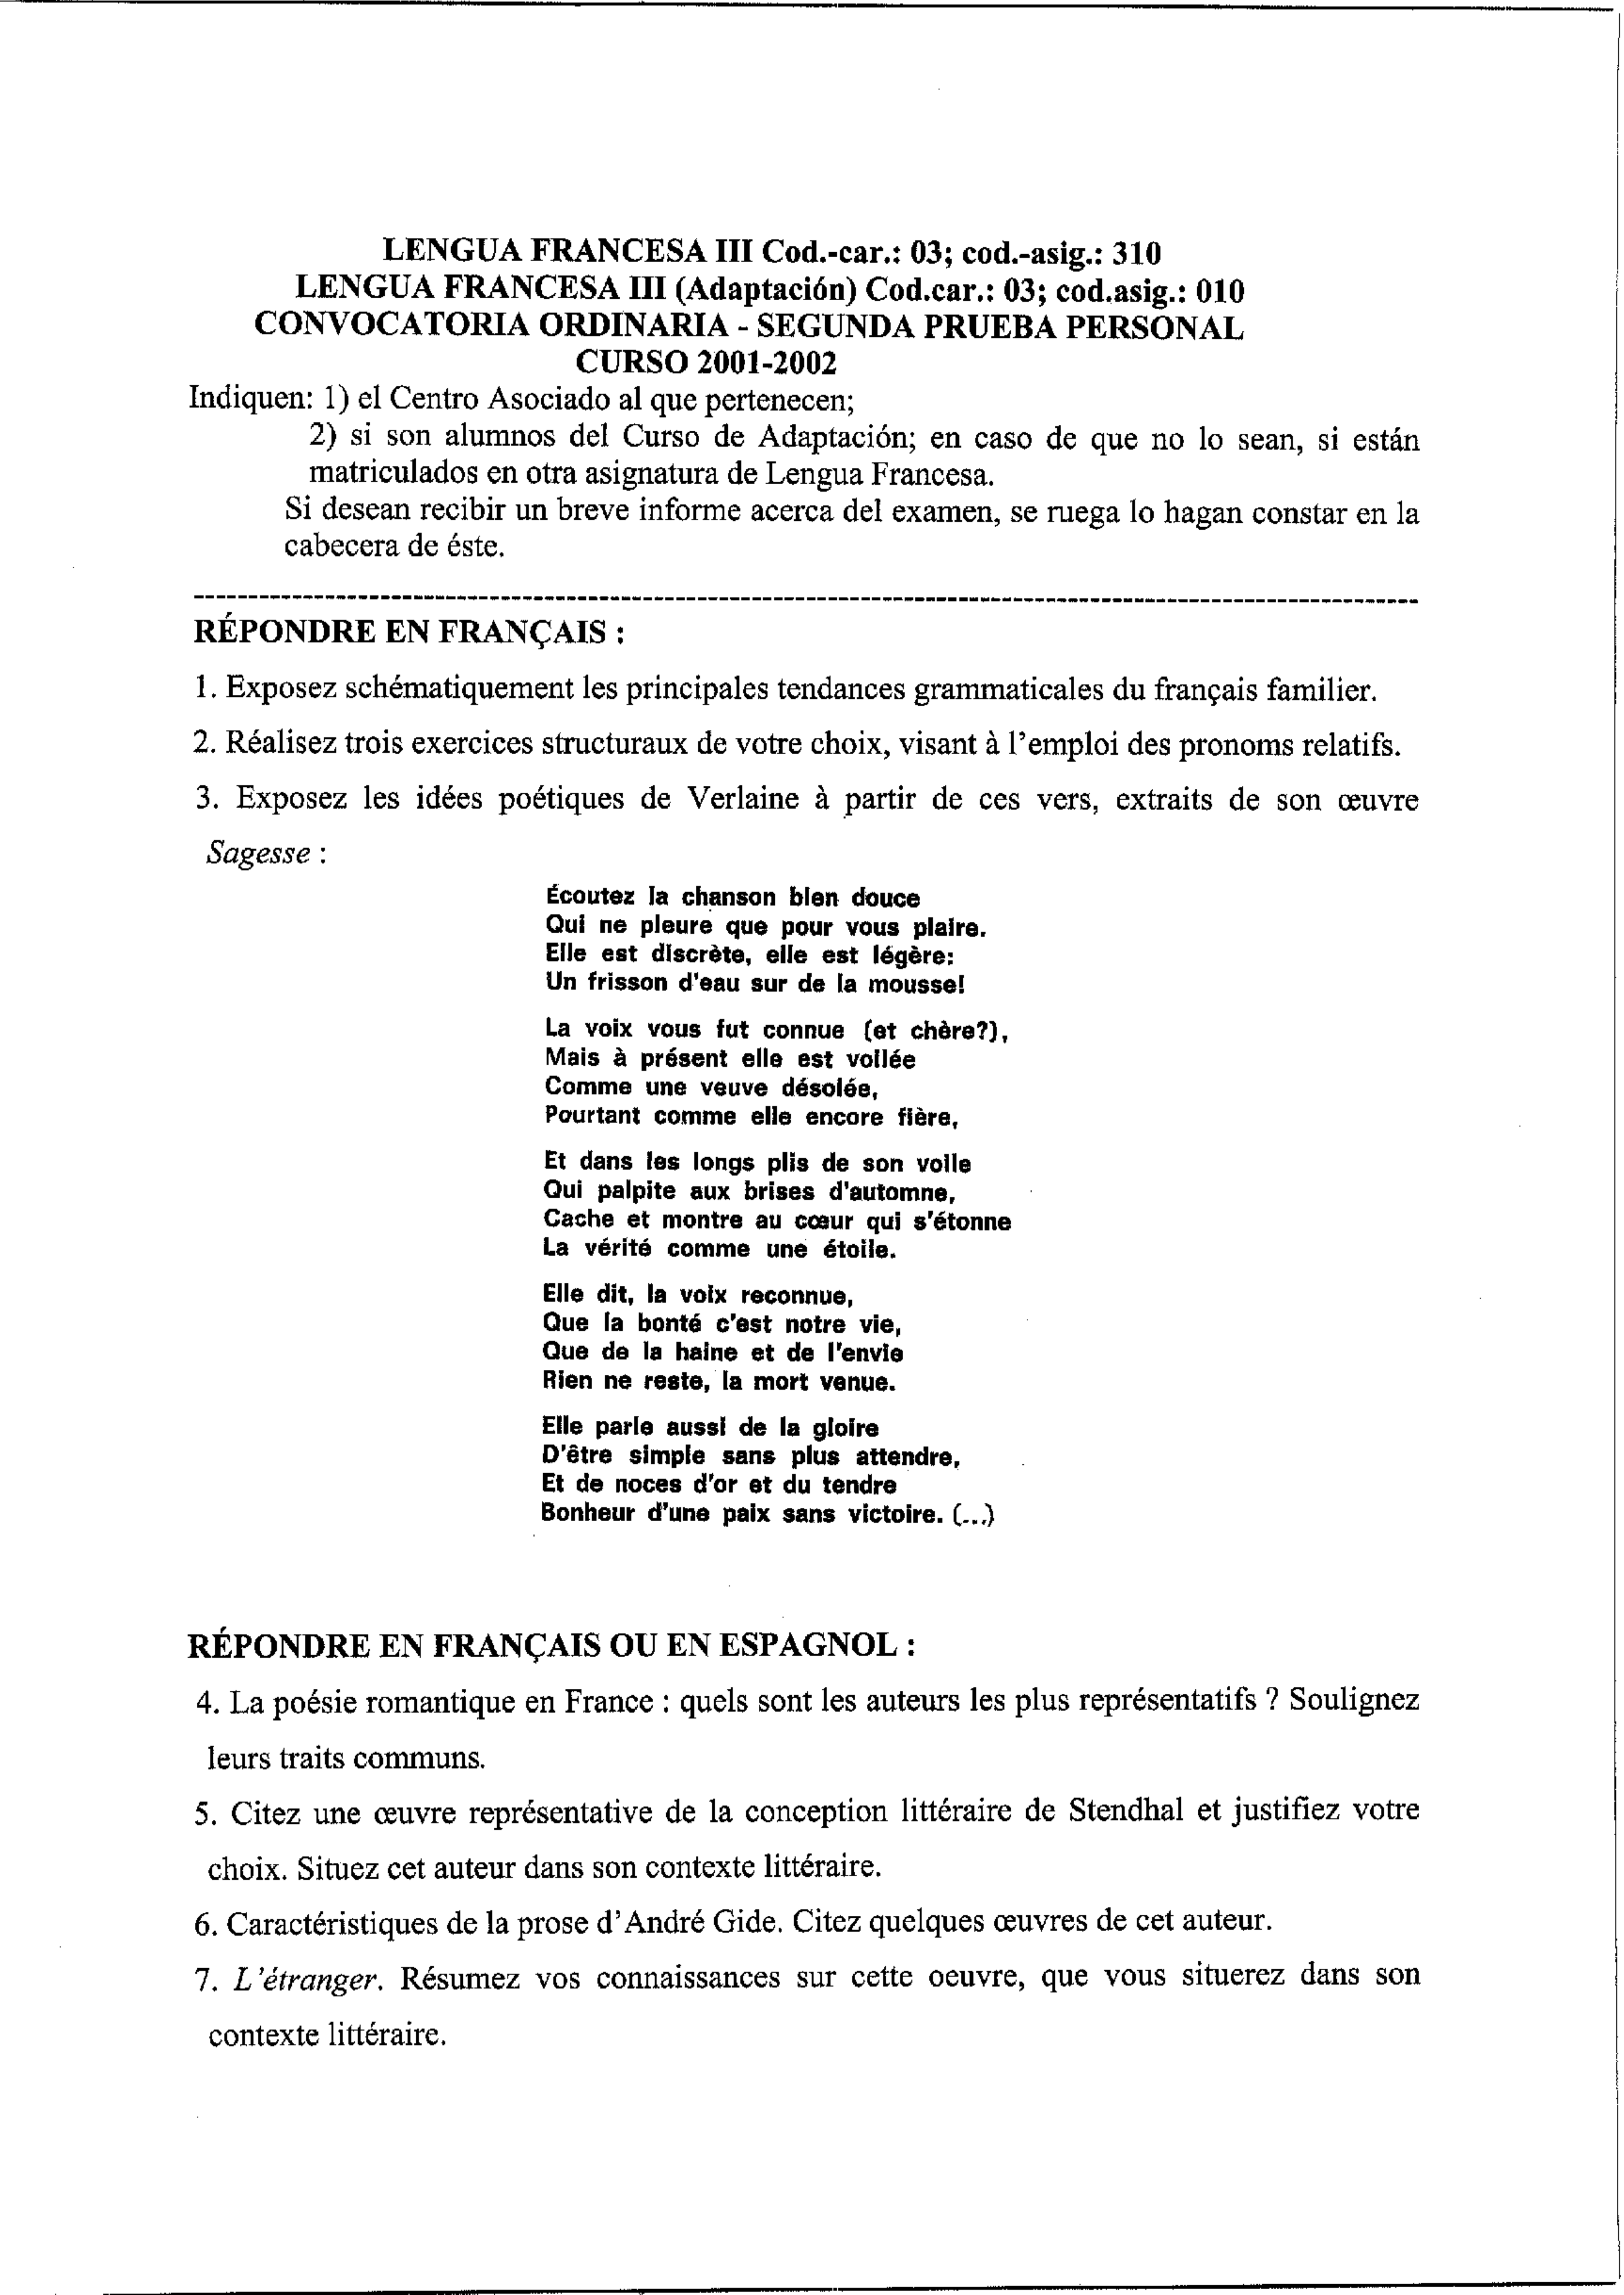 LENGUA FRANCESA III Cod.-car.: 03; cod.-asig.: 310
LENGUA FRANCESA III (Adaptación) Cod.car.: 03; cod.asig.: 010
CONVOCATORIA ORDINARIA - SEGUNDA PRUEBA PERSONAL
CURSO 2001-2002
Indiquen: 1) el Centro Asociado al que pertenecen;
2) si son alumnos del Curso de Adaptación; en caso de que no lo sean, si están
matriculados en otra asignatura de Lengua Francesa.
Si desean recibir un breve informe acerca del examen, se ruega lo hagan constar en la
cabecera de éste.
RÉPONDRE EN FRANÇAIS :
1. Exposez schématiquement les principales tendances grammaticales du français familier.
2. Réalisez trois exercices structuraux de votre choix, visant à l'emploi des pronoms relatifs.
3. Exposez les idées poétiques de Verlaine à partir de ces vers, extraits de son œuvre
Sagesse :
Écoutez la chanson bien douce
Qui ne pleure que pour vous plaire.
Elle est discrète, elle est légère:
Un frisson d'eau sur de la mousse!
La voix vous fut connue (et chère?),
Mais à présent elle est voilée
Comme une veuve désolée,
Pourtant comme elle encore fière,
Et dans les longs plis de son voile
Qui palpite aux brises d'automne,
Cache et montre au cœur qui s'étonne
La vérité comme une étoile.
Elle dit, la voix reconnue,
Que la bonté c'est notre vie,
Que de la haine et de l'envie
Rien ne reste, la mort venue.
Elle parle aussi de la gloire
D'être simple sans plus attendre,
Et de noces d'or et du tendre
Bonheur d'une paix sans victoire. (...)
RÉPONDRE EN FRANÇAIS OU EN ESPAGNOL :
4. La poésie romantique en France : quels sont les auteurs les plus représentatifs ? Soulignez
leurs traits communs.
5. Citez une œuvre représentative de la conception littéraire de Stendhal et justifiez votre
choix. Situez cet auteur dans son contexte littéraire.
6. Caractéristiques de la prose d'André Gide. Citez quelques œuvres de cet auteur.
7. L'étranger. Résumez vos connaissances sur cette oeuvre, que vous situerez dans son
contexte littéraire.